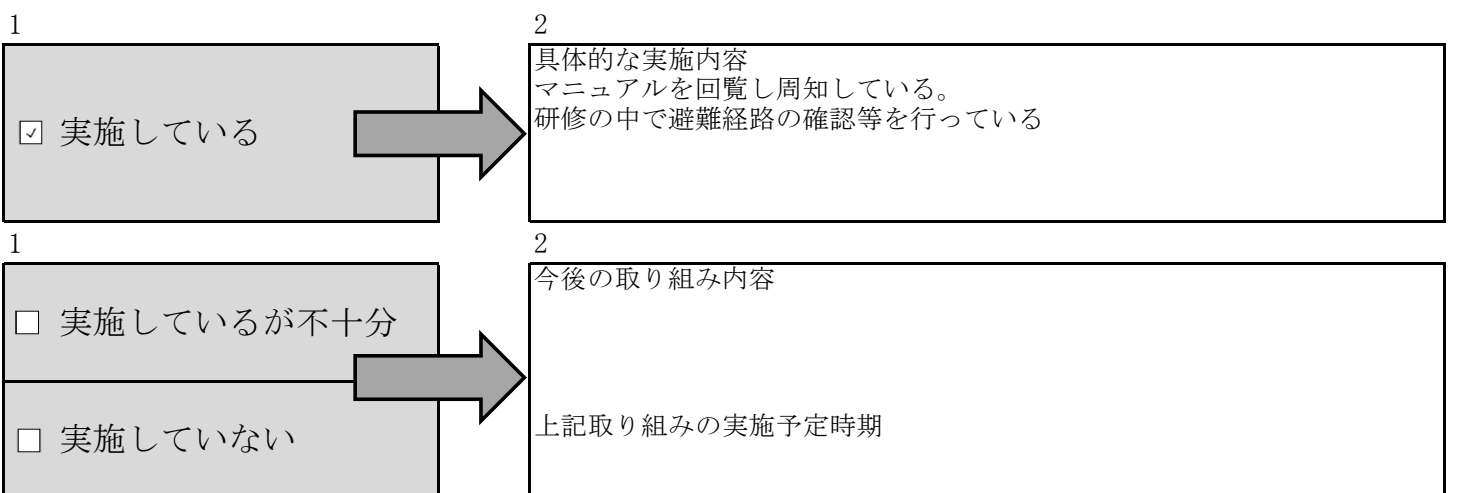 1
2
☑ 実施している
具体的な実施内容
マニュアルを回覧し周知している。
研修の中で避難経路の確認等を行っている
1
2
☐ 実施しているが不十分
☐ 実施していない
今後の取り組み内容
上記取り組みの実施予定時期